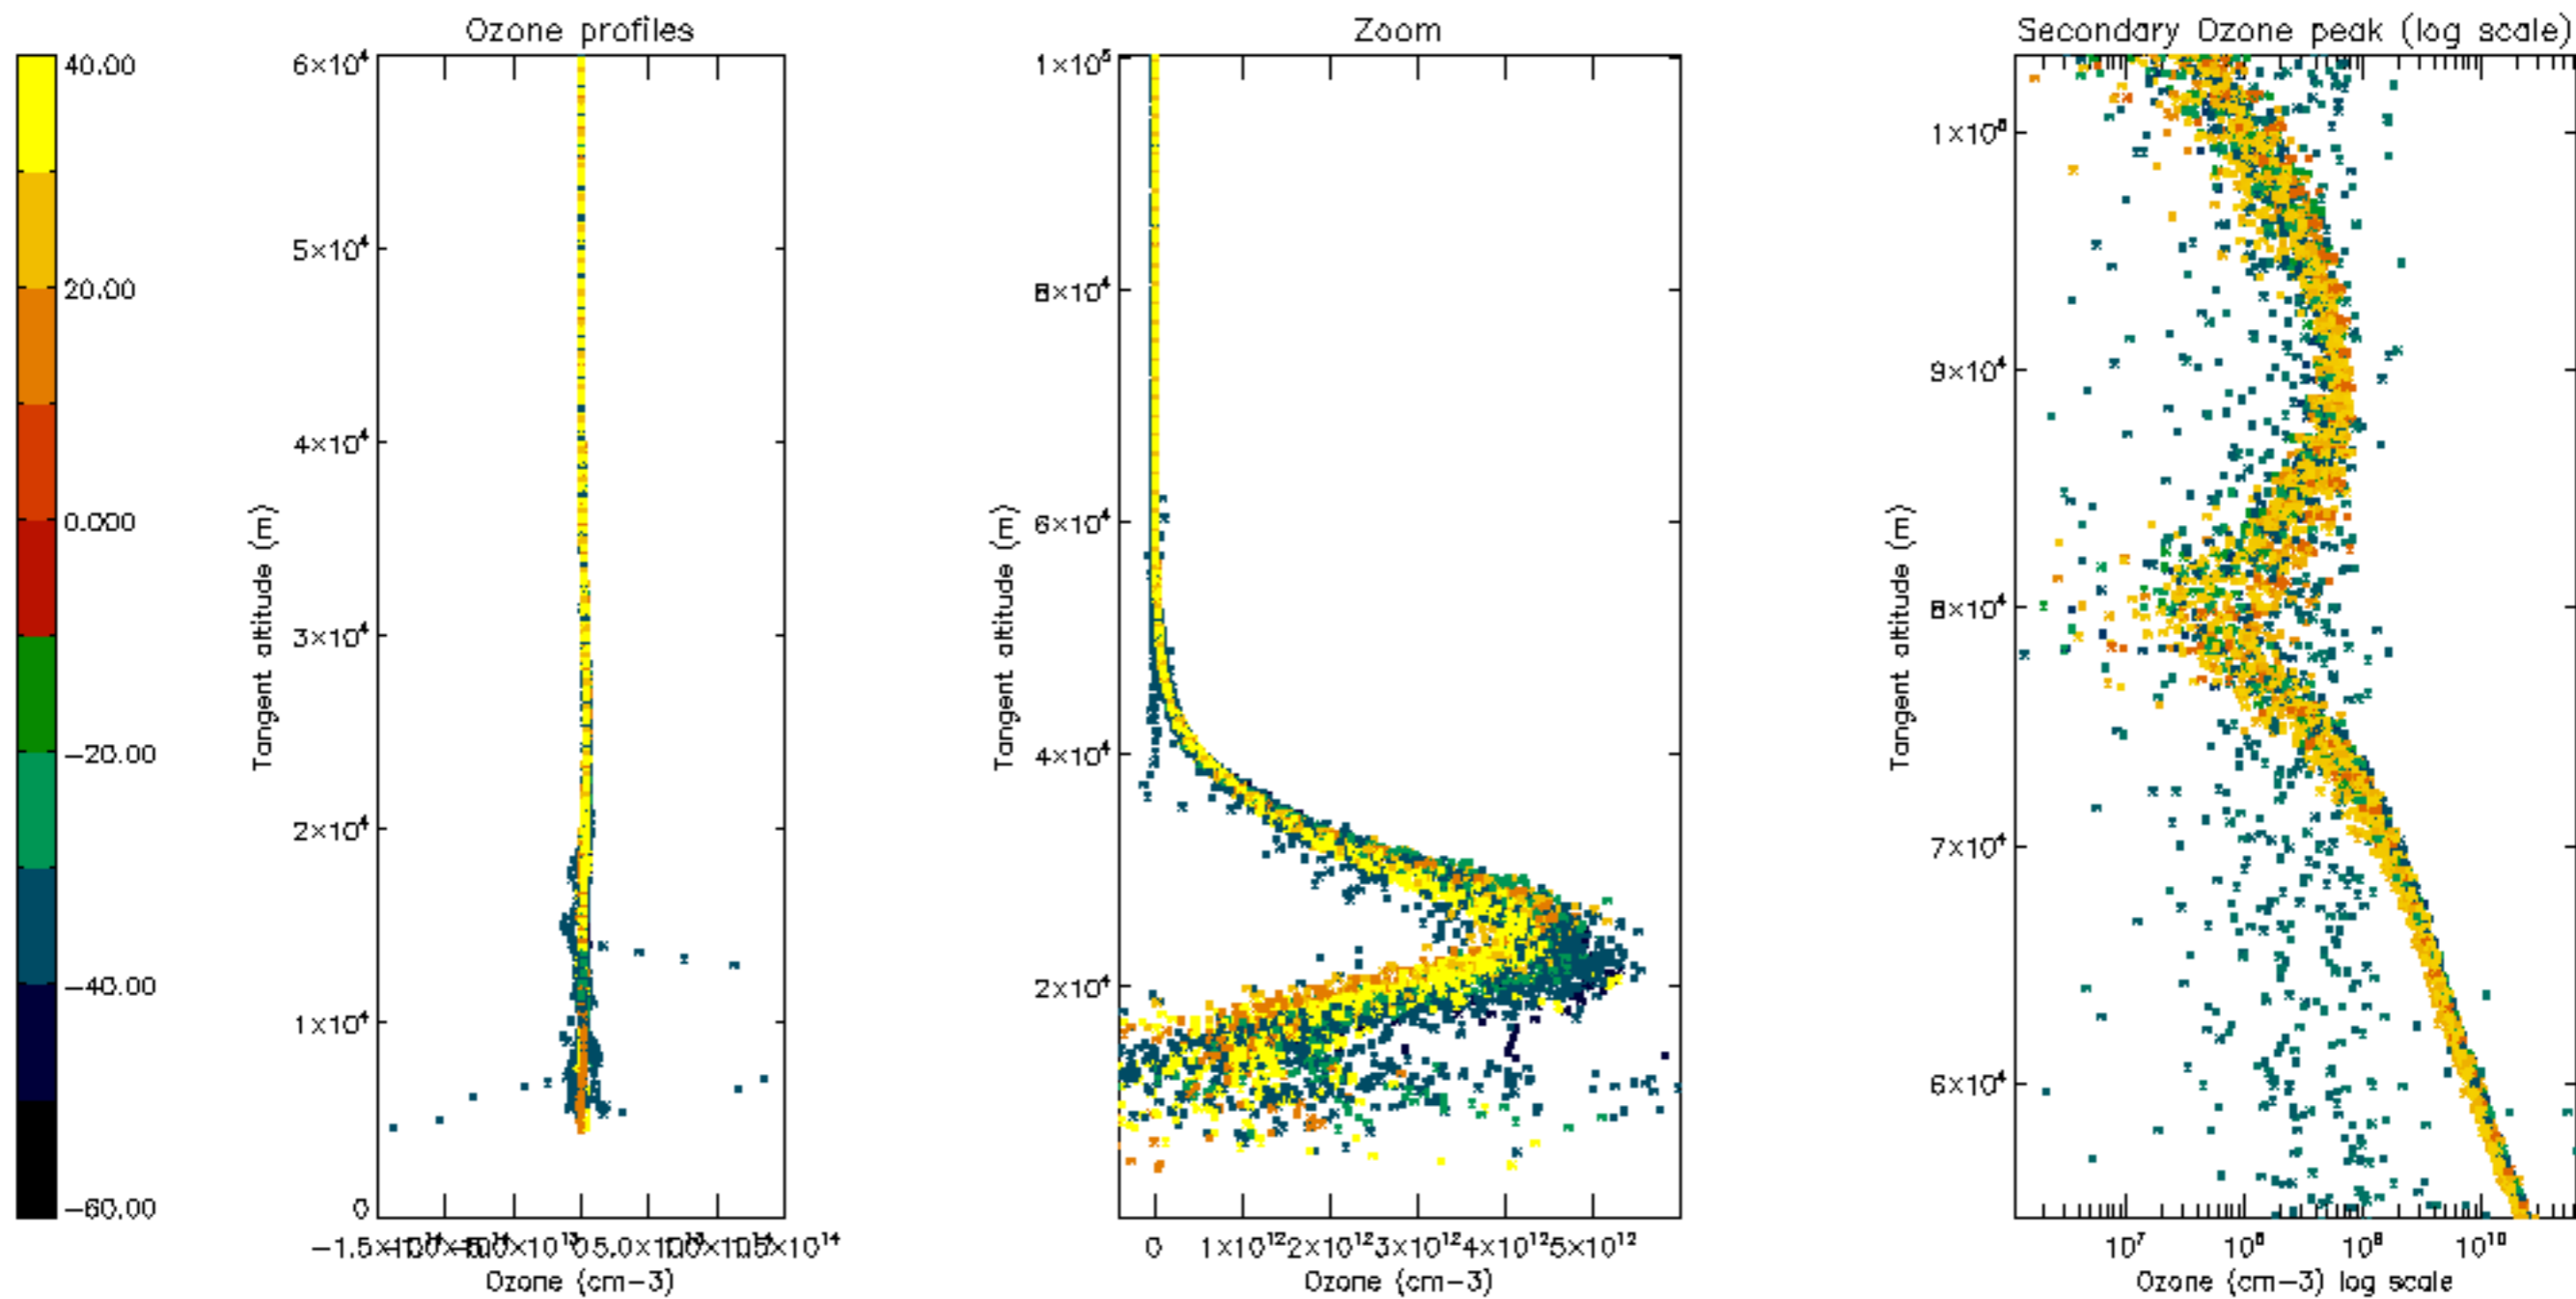 Ozone profiles
Zoom
Secondary Ozone peak (log scale)
40.00
20.00
0.000
−20.00
−40.00
−60.00
6×10⁴
5×10⁴
4×10⁴
3×10⁴
2×10⁴
1×10⁴
0
Tangent altitude (m)
Ozone (cm−3)
1×10⁵
8×10⁴
6×10⁴
4×10⁴
2×10⁴
Tangent altitude (m)
0 1×10¹² 2×10¹² 3×10¹² 4×10¹² 5×10¹²
Ozone (cm−3)
9×10⁴
8×10⁴
7×10⁴
6×10⁴
Tangent altitude (m)
10⁷ 10⁸ 10⁹ 10¹⁰
Ozone (cm−3) log scale